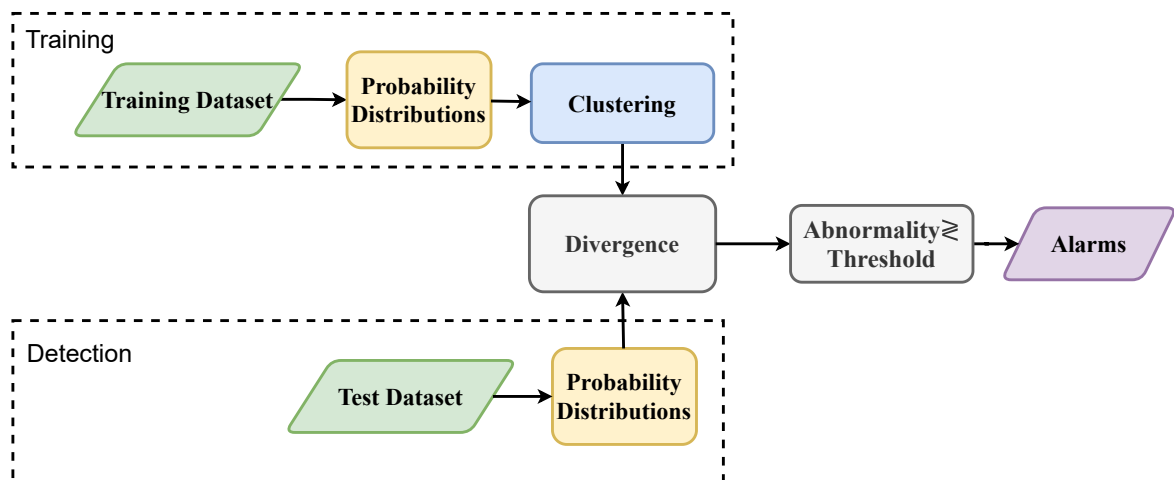 Training
Training Dataset
Probability
Distributions
Clustering
Divergence
Abnormality≷
Threshold
Alarms
Detection
Test Dataset
Probability
Distributions